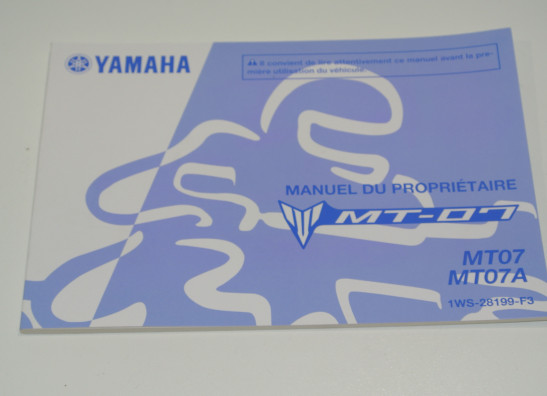 YAMAHA
Il convient de lire attentivement ce manuel avant la pre-
mière utilisation du véhicule.
MANUEL DU PROPRIÉTAIRE
MT-07
MT07
MT07A
1WS-28199-F3